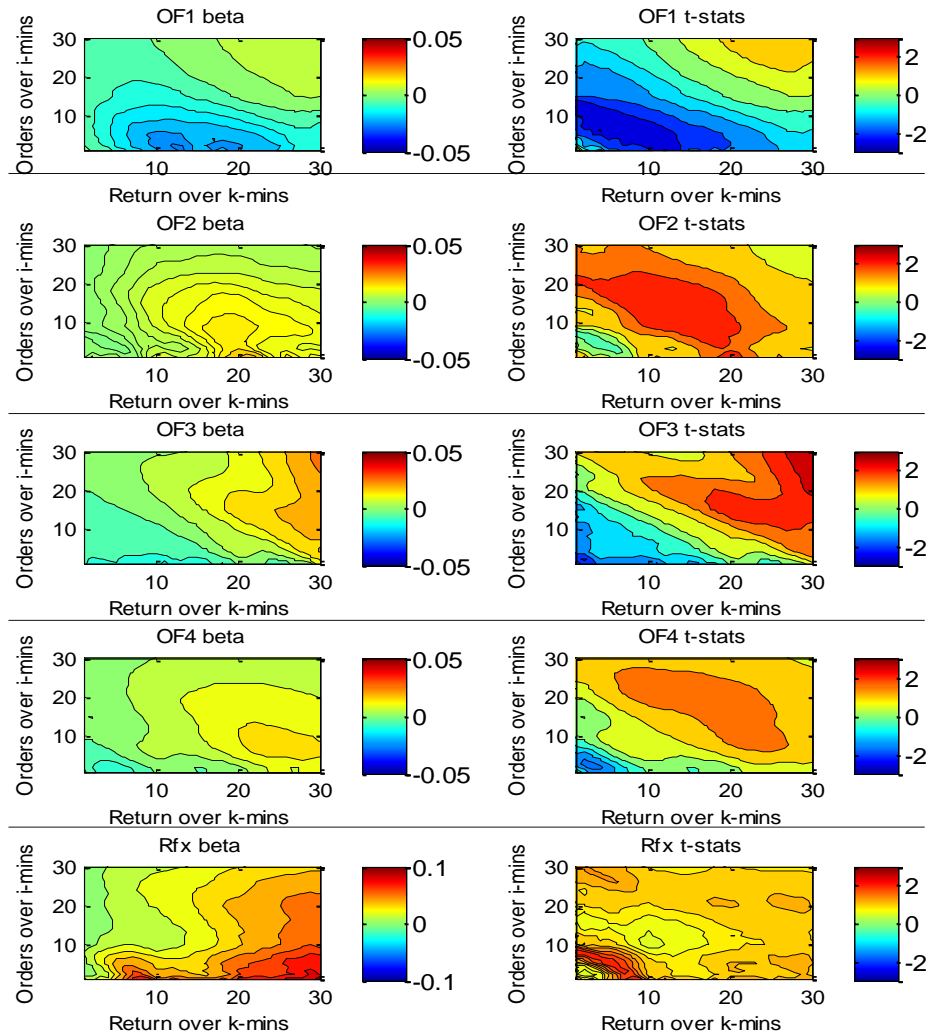 OF1 beta
Orders over i-mins
30
20
10
10 20 30
Return over k-mins
0.05
0
-0.05
OF1 t-stats
Orders over i-mins
30
20
10
10 20 30
Return over k-mins
2
0
-2
OF2 beta
Orders over i-mins
30
20
10
10 20 30
Return over k-mins
0.05
0
-0.05
OF2 t-stats
Orders over i-mins
30
20
10
10 20 30
Return over k-mins
2
0
-2
OF3 beta
Orders over i-mins
30
20
10
10 20 30
Return over k-mins
0.05
0
-0.05
OF3 t-stats
Orders over i-mins
30
20
10
10 20 30
Return over k-mins
2
0
-2
OF4 beta
Orders over i-mins
30
20
10
10 20 30
Return over k-mins
0.05
0
-0.05
OF4 t-stats
Orders over i-mins
30
20
10
10 20 30
Return over k-mins
2
0
-2
Rfx beta
Orders over i-mins
30
20
10
10 20 30
Return over k-mins
0.1
0
-0.1
Rfx t-stats
Orders over i-mins
30
20
10
10 20 30
Return over k-mins
2
0
-2